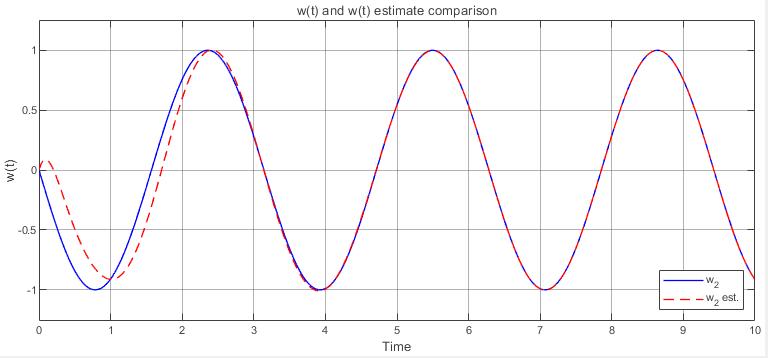 w(t) and w(t) estimate comparison
1
0.5
0
-0.5
-1
w(t)
0 1 2 3 4 5 6 7 8 9 10
Time
w2
w2 est.